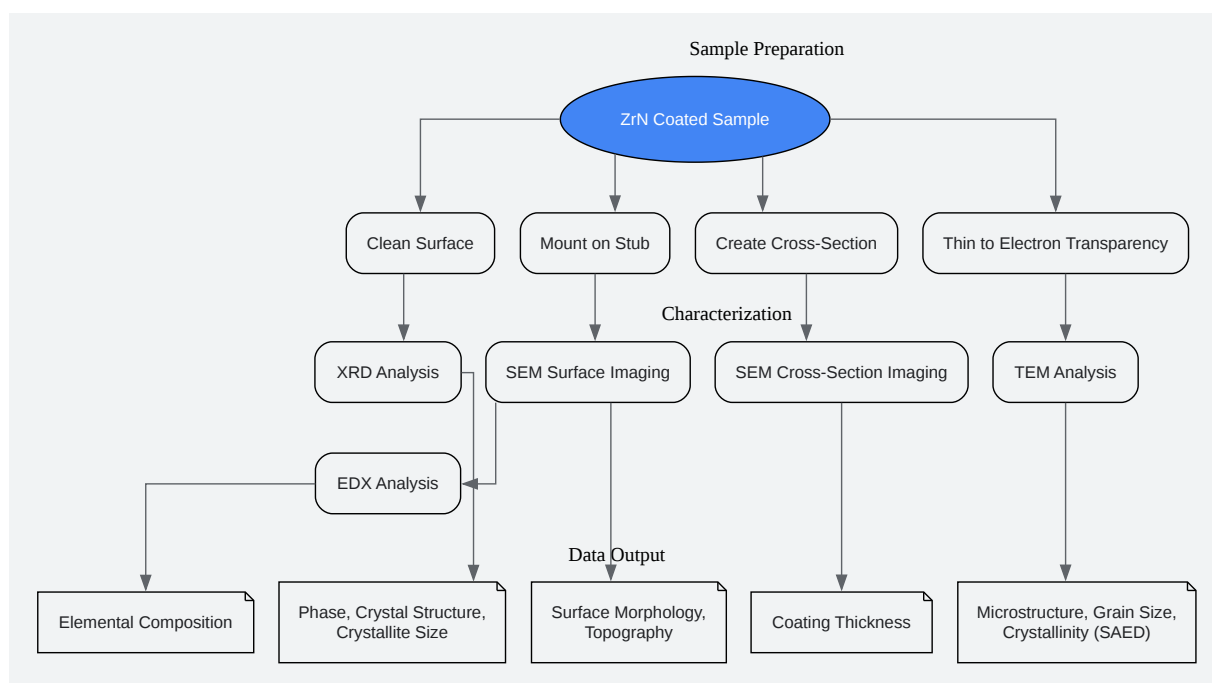 Sample Preparation
ZrN Coated Sample
Clean Surface
Mount on Stub
Create Cross-Section
Thin to Electron Transparency
Characterization
XRD Analysis
SEM Surface Imaging
SEM Cross-Section Imaging
TEM Analysis
EDX Analysis
Data Output
Elemental Composition
Phase, Crystal Structure,
Crystallite Size
Surface Morphology,
Topography
Coating Thickness
Microstructure, Grain Size,
Crystallinity (SAED)